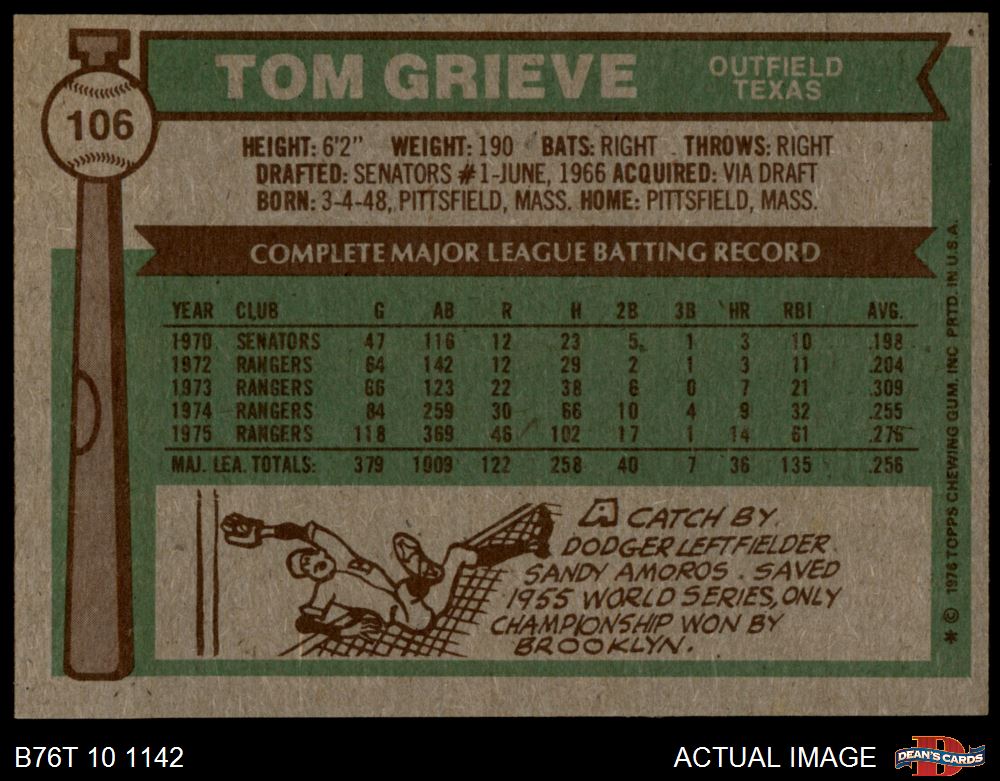 106
TOM GRIEVE
OUTFIELD
TEXAS
HEIGHT: 6'2" WEIGHT: 190 BATS: RIGHT THROWS: RIGHT
DRAFTED: SENATORS #1-JUNE, 1966 ACQUIRED: VIA DRAFT
BORN: 3-4-48, PITTSFIELD, MASS. HOME: PITTSFIELD, MASS.
COMPLETE MAJOR LEAGUE BATTING RECORD
YEAR CLUB G AB R H 2B 3B HR RBI AVG.
1970 SENATORS 47 116 12 23 5 1 3 10 .198
1972 RANGERS 64 142 12 29 2 1 3 11 .204
1973 RANGERS 66 123 22 38 6 0 7 21 .309
1974 RANGERS 84 259 30 66 10 4 9 32 .255
1975 RANGERS 118 369 46 102 17 1 14 61 .276
MAJ. LEA. TOTALS: 379 1009 122 258 40 7 36 135 .256
A CATCH BY
DODGER LEFTFIELDER
SANDY AMOROS. SAVED
1955 WORLD SERIES, ONLY
CHAMPIONSHIP WON BY
BROOKLYN.
* © 1976 TOPPS CHEWING GUM, INC PRTD. IN U.S.A.
B76T 10 1142
ACTUAL IMAGE
D
DEAN'S CARDS